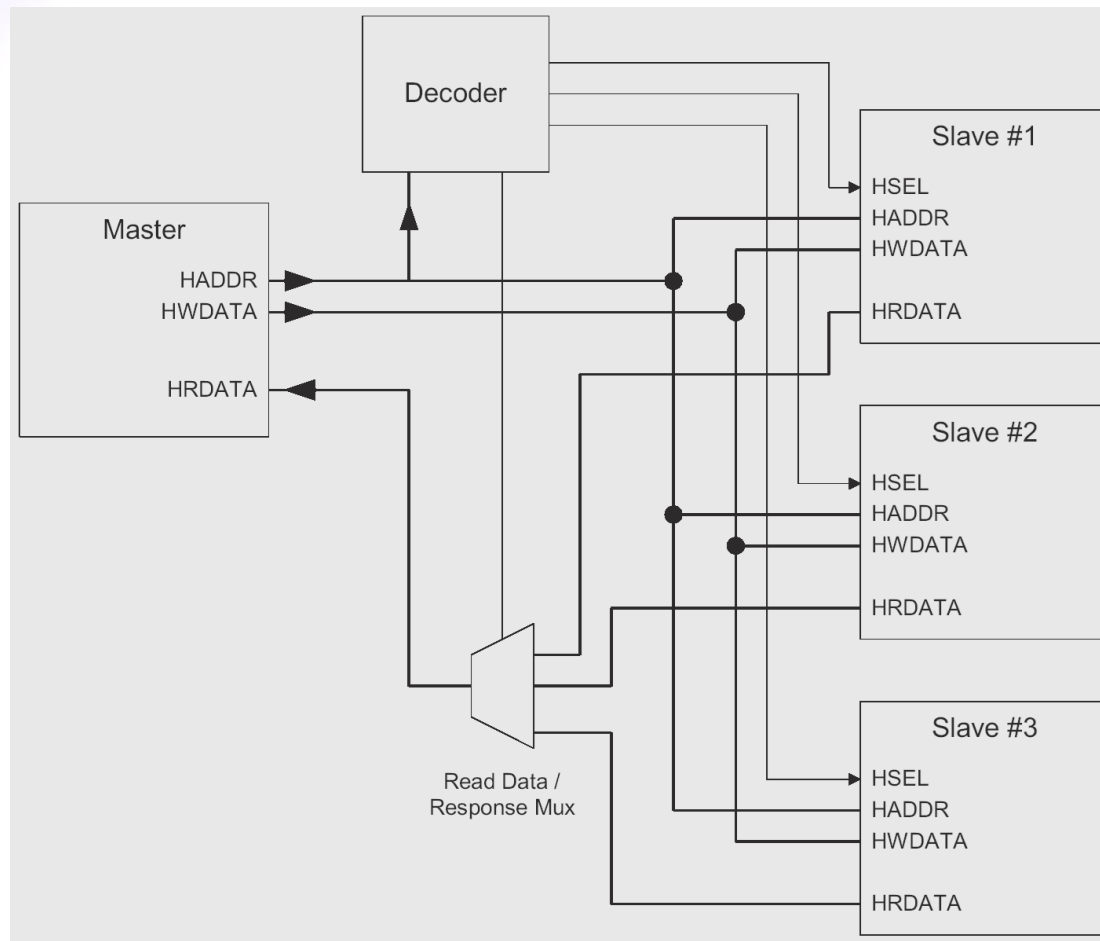 Decoder
Master
HADDR
HWDATA
HRDATA
Slave #1
HSEL
HADDR
HWDATA
HRDATA
Slave #2
HSEL
HADDR
HWDATA
HRDATA
Read Data /
Response Mux
Slave #3
HSEL
HADDR
HWDATA
HRDATA